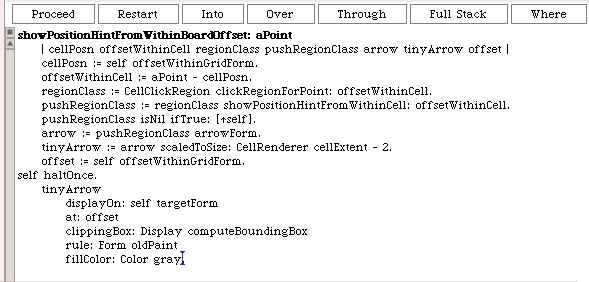 Proceed Restart Into Over Through Full Stack Where
showPositionHintFromWithinBoardOffset: aPoint
| cellPosn offsetWithinCell regionClass pushRegionClass arrow tinyArrow offset |
cellPosn := self offsetWithinGridForm.
offsetWithinCell := aPoint - cellPosn.
regionClass := CellClickRegion clickRegionForPoint: offsetWithinCell.
pushRegionClass := regionClass showPositionHintFromWithinCell: offsetWithinCell.
pushRegionClass isNil ifTrue: [↑self].
arrow := pushRegionClass arrowForm.
tinyArrow := arrow scaledToSize: CellRenderer cellExtent - 2.
offset := self offsetWithinGridForm.
self haltOnce.
tinyArrow
displayOn: self targetForm
at: offset
clippingBox: Display computeBoundingBox
rule: Form oldPaint
fillColor: Color gray